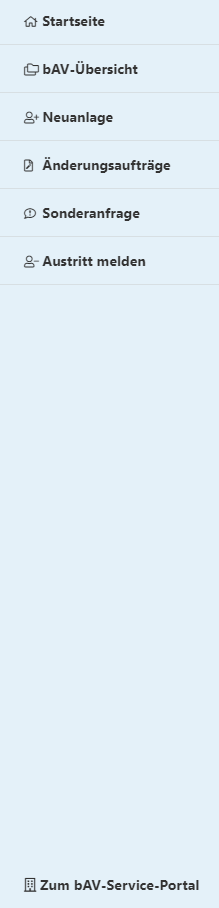 Startseite
bAV-Übersicht
Neuanlage
Änderungsaufträge
Sonderanfrage
Austritt melden
Zum bAV-Service-Portal